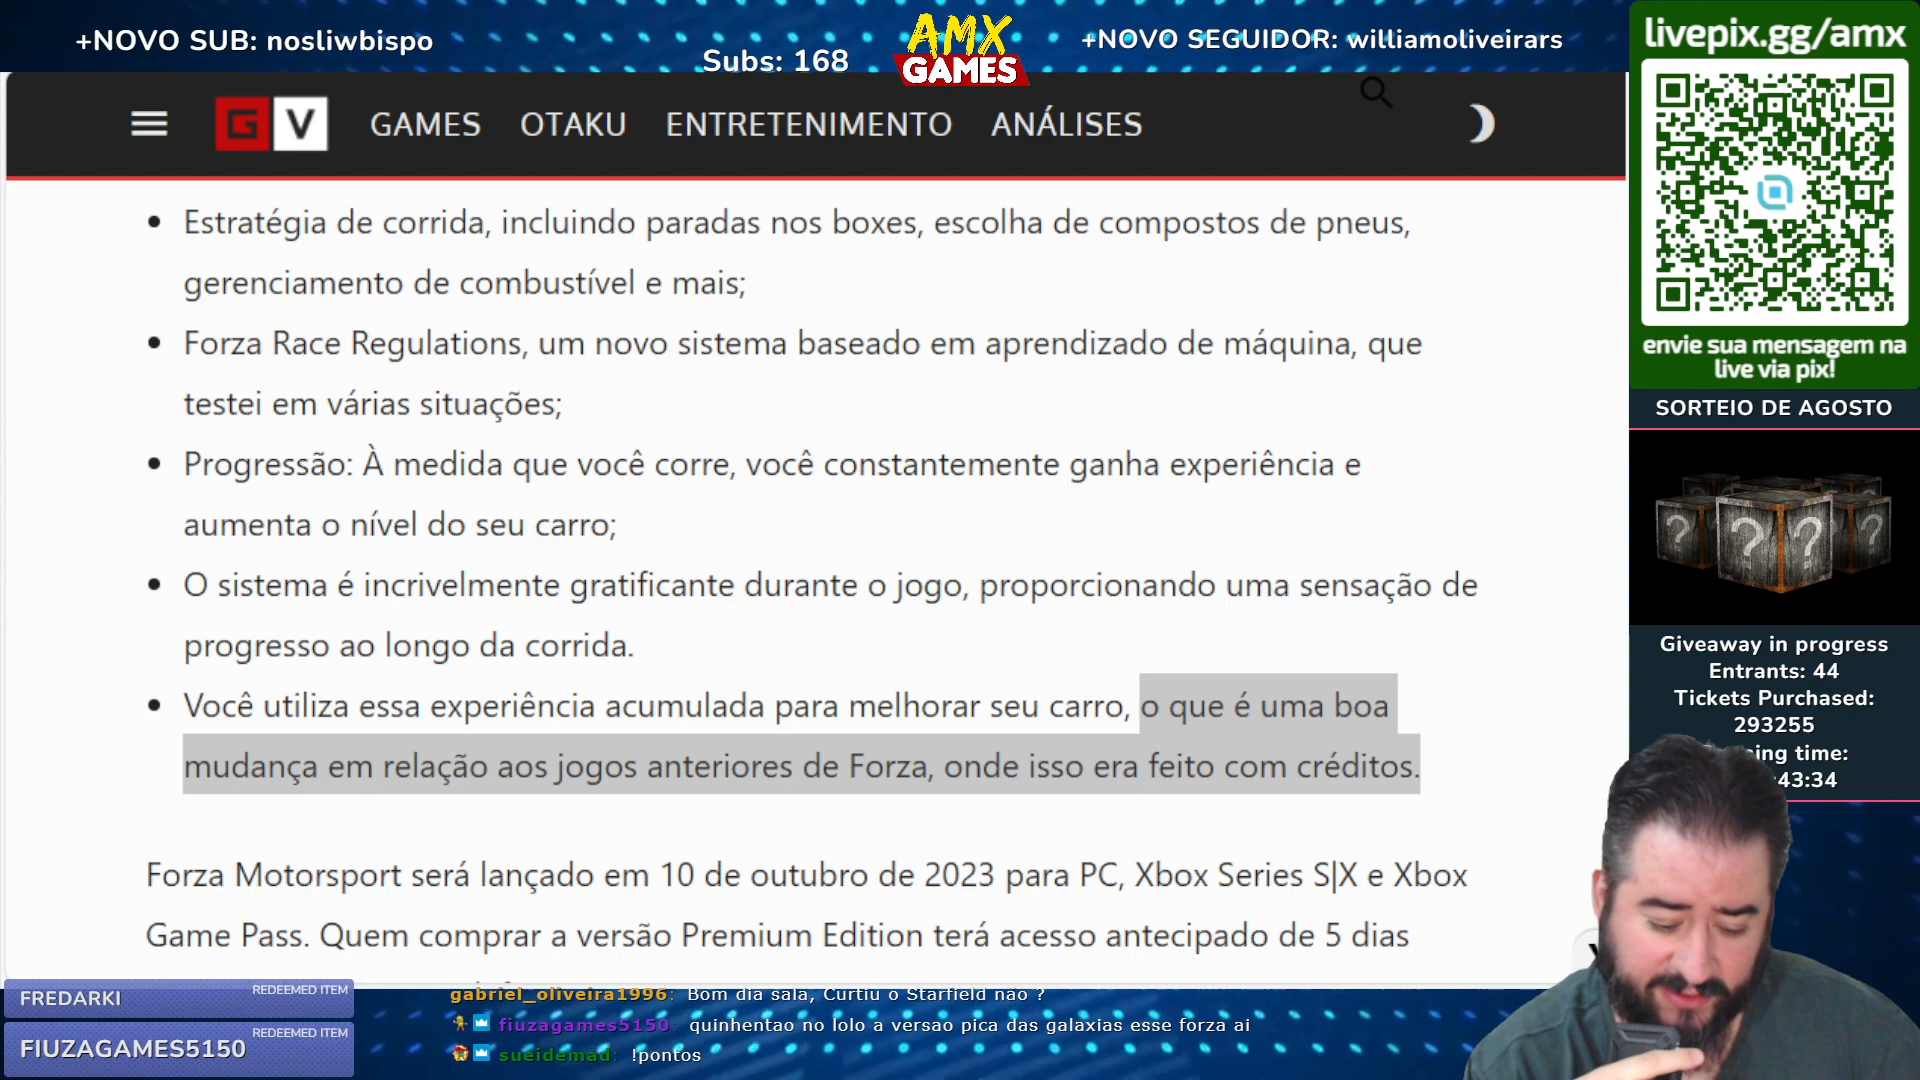 +NOVO SUB: nosliwbispo
Subs: 168
AMX
GAMES
+NOVO SEGUIDOR: williamoliveirars
livepix.gg/amx
G V
GAMES
OTAKU
ENTRETENIMENTO
ANÁLISES
• Estratégia de corrida, incluindo paradas nos boxes, escolha de compostos de pneus,
gerenciamento de combustível e mais;
• Forza Race Regulations, um novo sistema baseado em aprendizado de máquina, que
testei em várias situações;
• Progressão: À medida que você corre, você constantemente ganha experiência e
aumenta o nível do seu carro;
• O sistema é incrivelmente gratificante durante o jogo, proporcionando uma sensação de
progresso ao longo da corrida.
• Você utiliza essa experiência acumulada para melhorar seu carro, o que é uma boa
mudança em relação aos jogos anteriores de Forza, onde isso era feito com créditos.
Forza Motorsport será lançado em 10 de outubro de 2023 para PC, Xbox Series S|X e Xbox
Game Pass. Quem comprar a versão Premium Edition terá acesso antecipado de 5 dias
envie sua mensagem na
live via pix!
SORTEIO DE AGOSTO
? ? ? ?
Giveaway in progress
Entrants: 44
Tickets Purchased:
293255
time:
43:34
FREDARKI
REDEEMED ITEM
FIUZAGAMES5150
REDEEMED ITEM
gabriel_oliveira1996: Bom dia sala, Curtiu o Starfield não ?
fiuzagames5150: quinhentao no lolo a versao pica das galaxias esse forza ai
sueidemad: !pontos